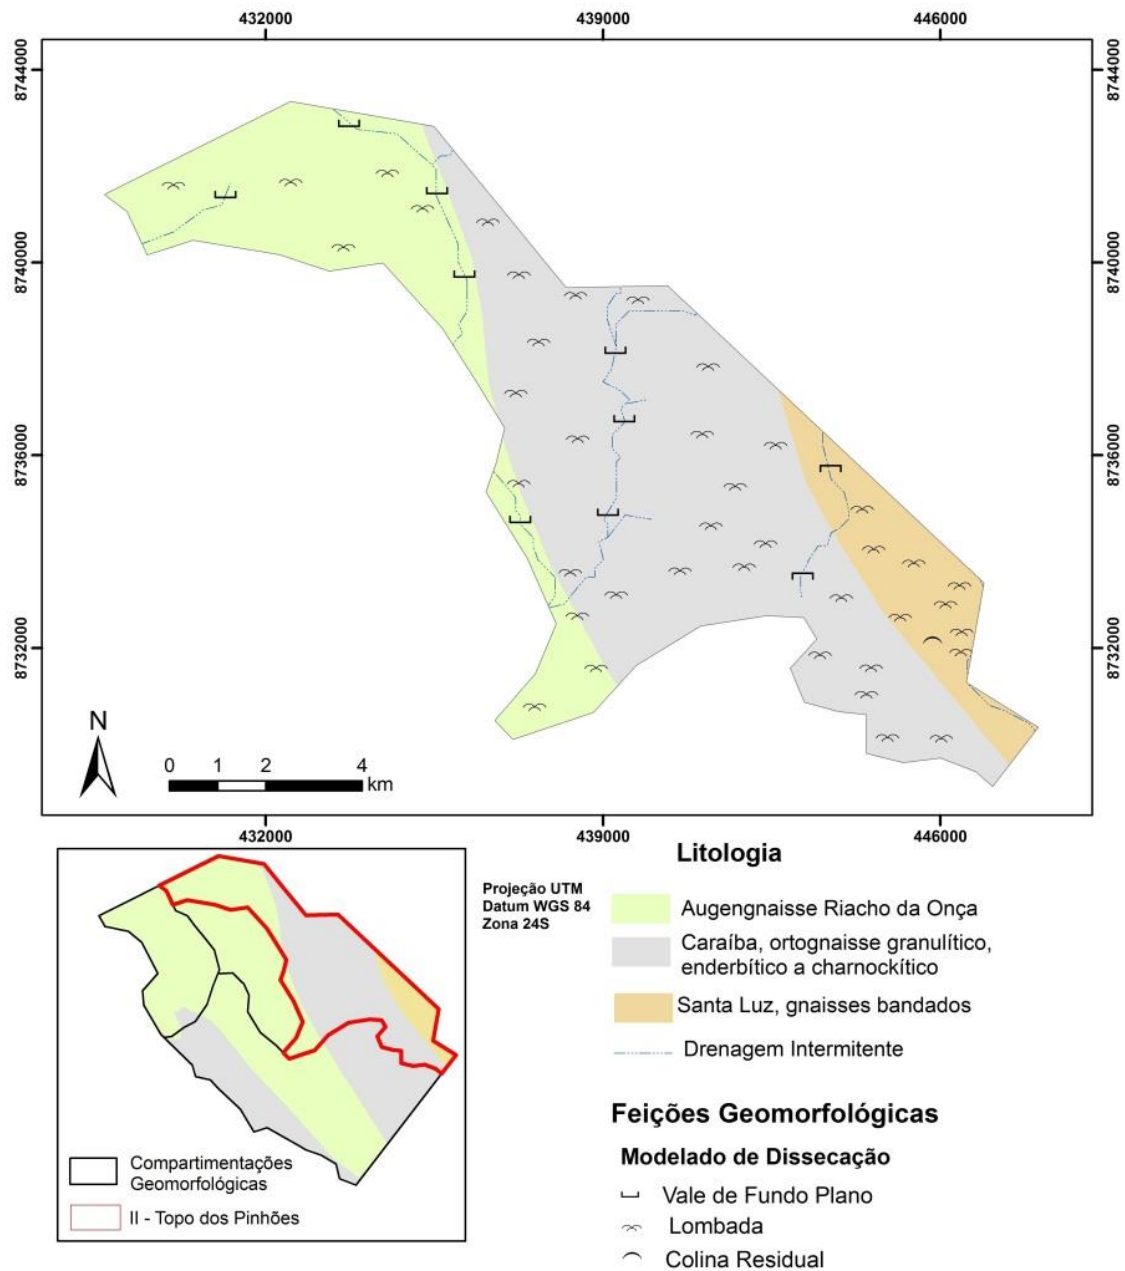 432000
439000
446000
8744000
8744000
8740000
8740000
8736000
8736000
8732000
8732000
N
0 1 2 4
km
432000
439000
446000
Projeção UTM
Datum WGS 84
Zona 24S
Compartimentações
Geomorfológicas
II - Topo dos Pinhões
Litologia
Augengnaisse Riacho da Onça
Caraíba, ortognaisse granulítico,
enderbítico a charnockítico
Santa Luz, gnaisses bandados
Drenagem Intermitente
Feições Geomorfológicas
Modelado de Dissecação
Vale de Fundo Plano
Lombada
Colina Residual